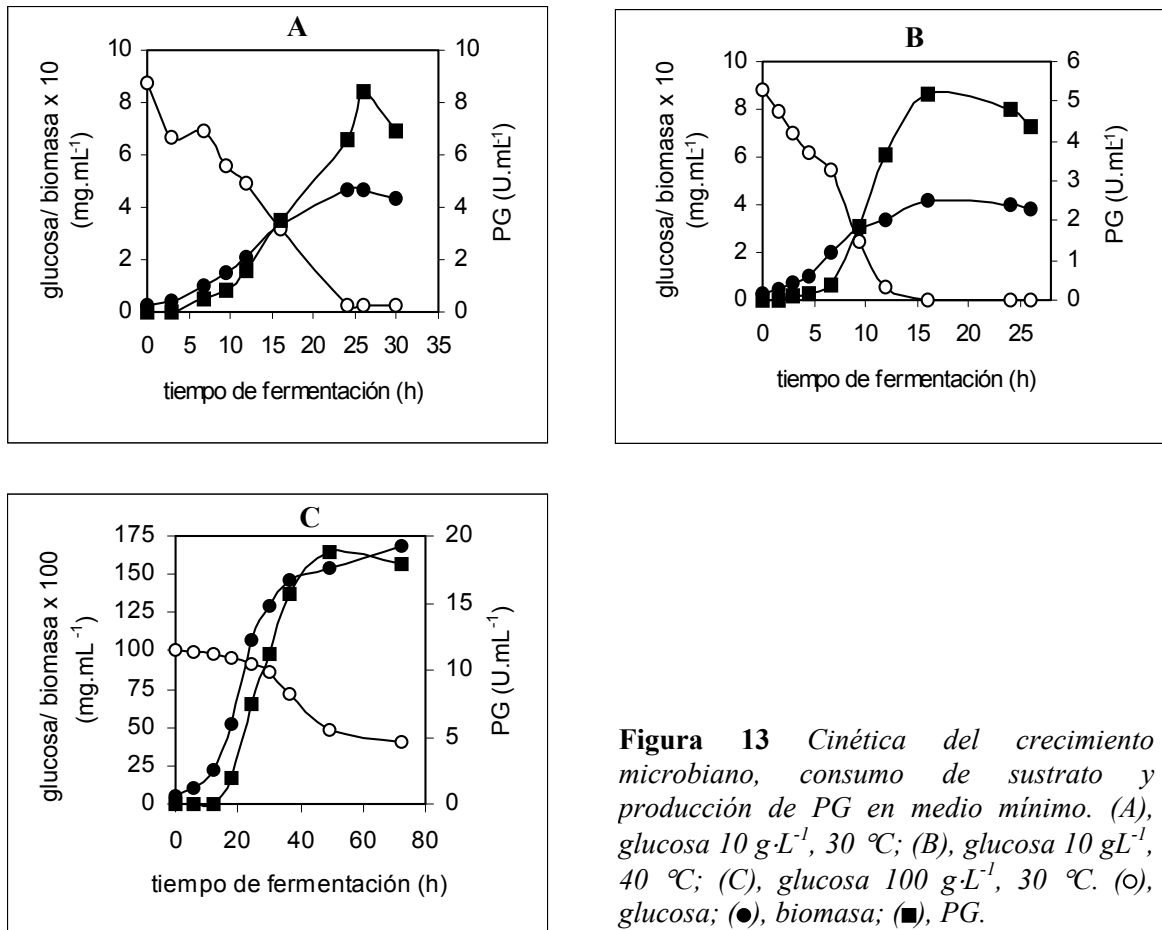 A
glucosa/ biomasa x 10
(mg.mL⁻¹)
10
8
6
4
2
0
10
8
6
4
2
0
PG (U.mL⁻¹)
0 5 10 15 20 25 30 35
tiempo de fermentación (h)
B
glucosa/ biomasa x 10
(mg.mL⁻¹)
10
8
6
4
2
0
6
5
4
3
2
1
0
PG (U.mL⁻¹)
0 5 10 15 20 25
tiempo de fermentación (h)
C
glucosa/ biomasa x 100
(mg.mL⁻¹)
175
150
125
100
75
50
25
0
20
15
10
5
0
PG (U.mL⁻¹)
0 20 40 60 80
tiempo de fermentación (h)
Figura 13 Cinética del crecimiento
microbiano, consumo de sustrato y
producción de PG en medio mínimo. (A),
glucosa 10 g·L⁻¹, 30 ºC; (B), glucosa 10 gL⁻¹,
40 ºC; (C), glucosa 100 g·L⁻¹, 30 ºC. (○),
glucosa; (●), biomasa; (■), PG.